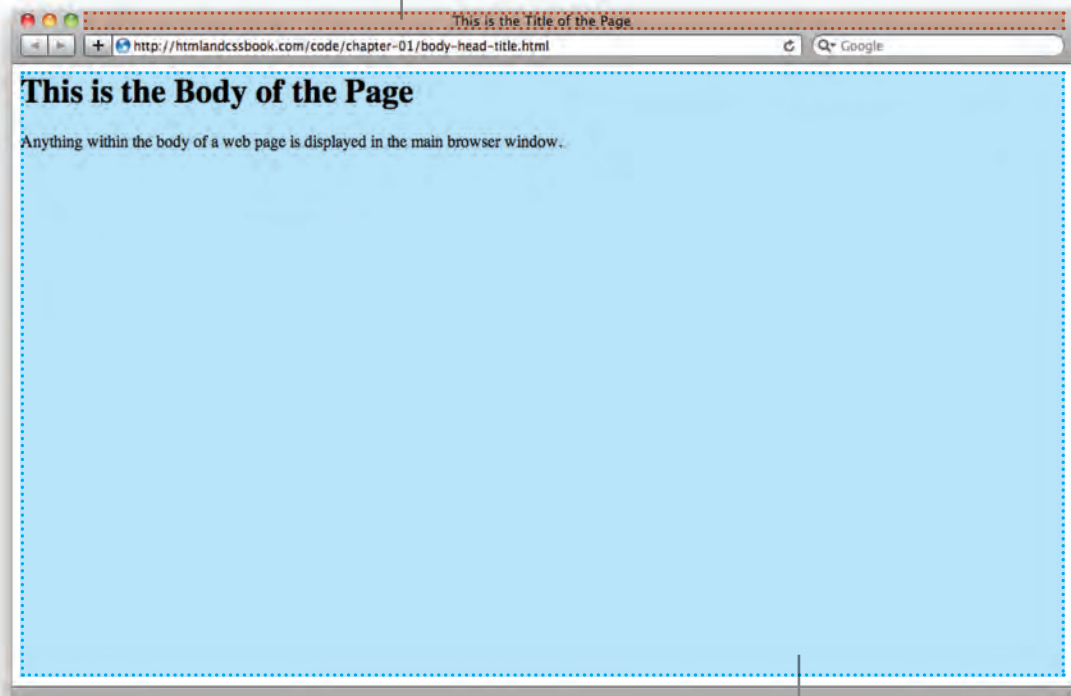 This is the Title of the Page
http://htmlandcssbook.com/code/chapter-01/body-head-title.html
Google
This is the Body of the Page
Anything within the body of a web page is displayed in the main browser window.